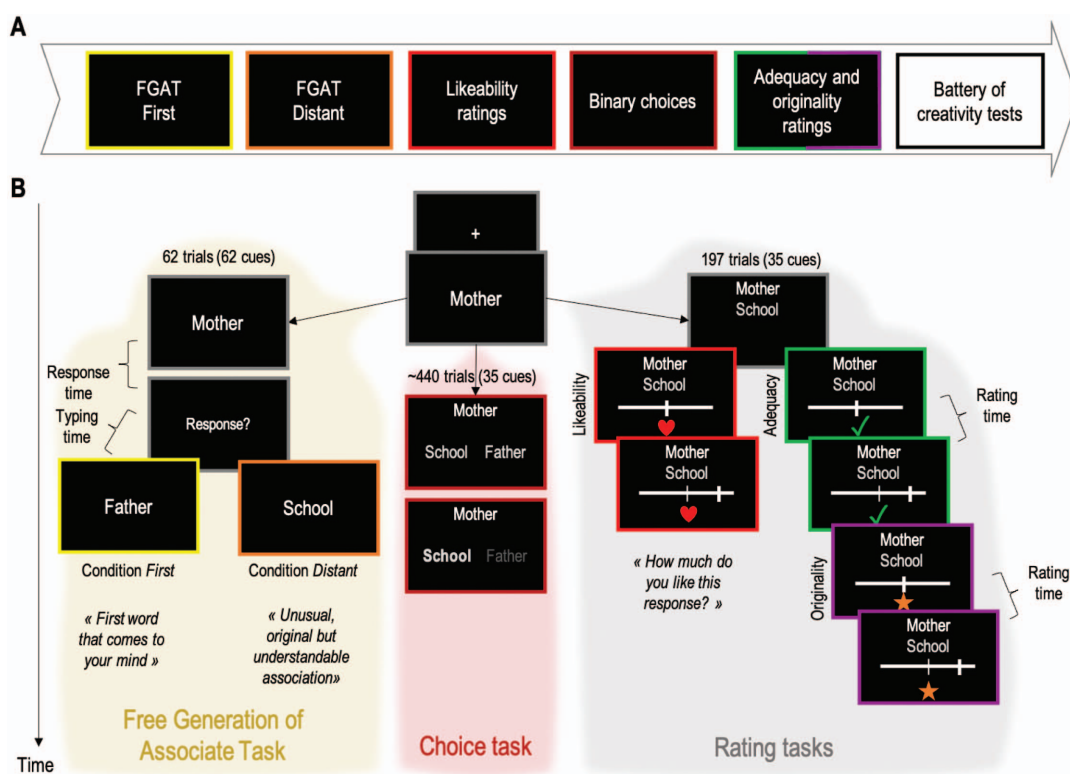 A
FGAT
First
FGAT
Distant
Likeability
ratings
Binary choices
Adequacy and
originality
ratings
Battery of
creativity tests
B
+
Mother
62 trials (62 cues)
Mother
Response
time
Typing
time
Response?
Father
School
Condition First
Condition Distant
« First word
that comes to
your mind »
« Unusual,
original but
understandable
association»
Free Generation of
Associate Task
~440 trials (35 cues)
Mother
School Father
Mother
School Father
Choice task
197 trials (35 cues)
Mother
School
Likeability
Mother
School
Mother
School
« How much do
you like this
response? »
Adequacy
Mother
School
Mother
School
Rating
time
Originality
Mother
School
Mother
School
Rating
time
Rating tasks
Time